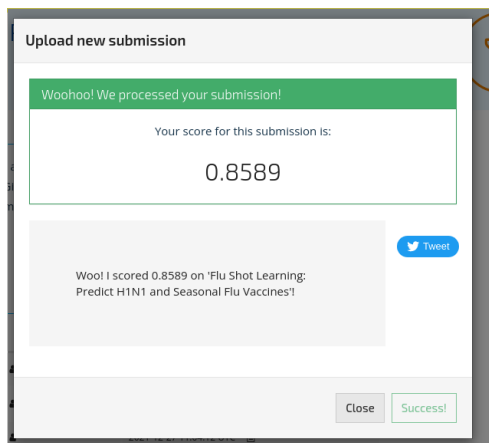 Upload new submission
Woohoo! We processed your submission!
Your score for this submission is:
0.8589
Tweet
Woo! I scored 0.8589 on 'Flu Shot Learning:
Predict H1N1 and Seasonal Flu Vaccines'!
Close
Success!